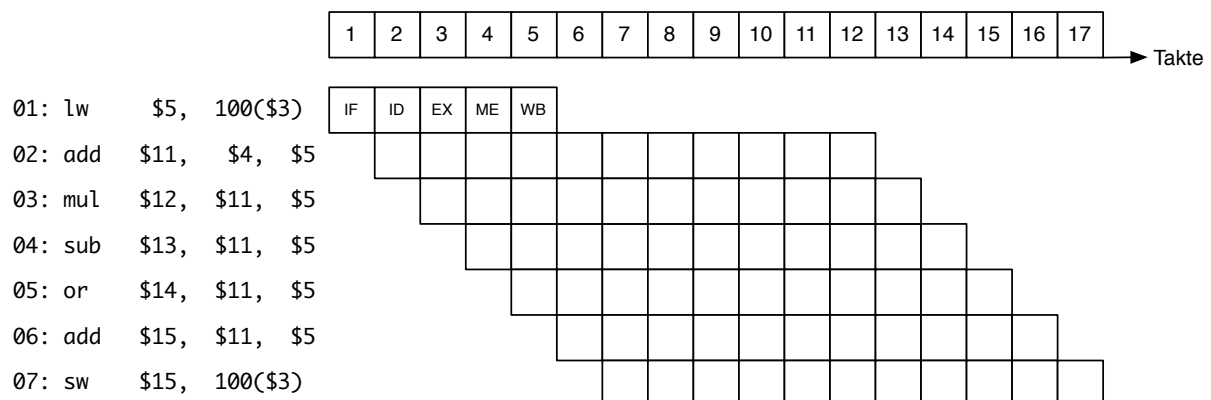 1 2 3 4 5 6 7 8 9 10 11 12 13 14 15 16 17
Takte
01: lw $5, 100($3) IF ID EX ME WB
02: add $11, $4, $5
03: mul $12, $11, $5
04: sub $13, $11, $5
05: or $14, $11, $5
06: add $15, $11, $5
07: sw $15, 100($3)